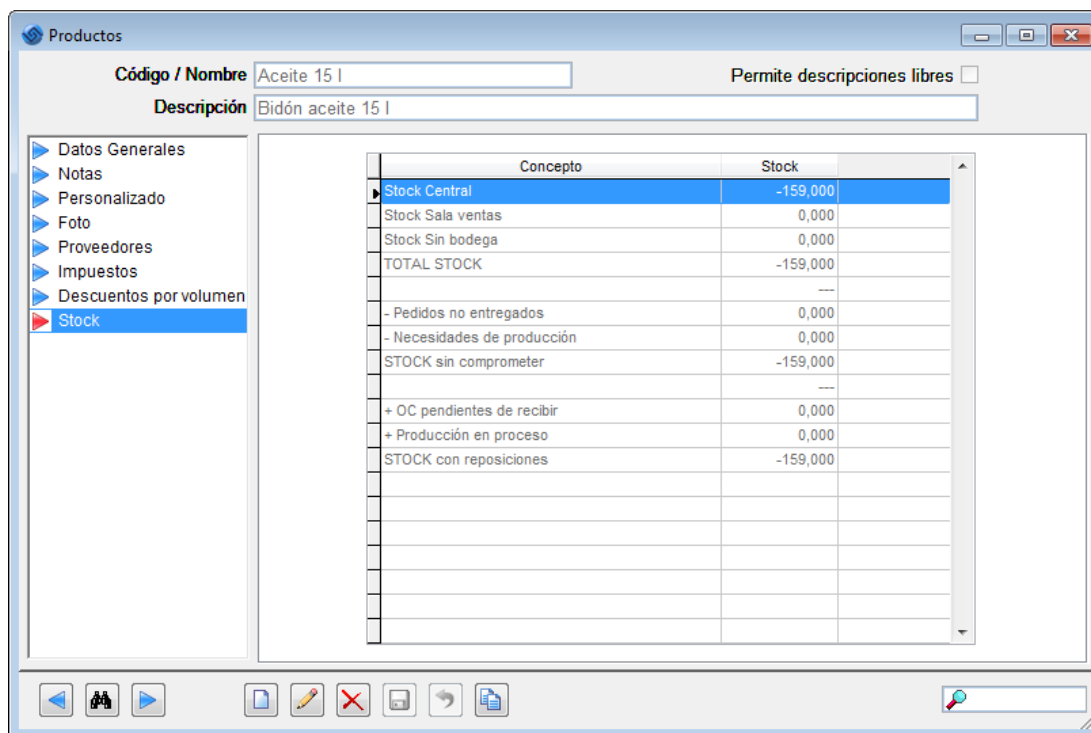 Productos
Código / Nombre Aceite 15 l Permite descripciones libres
Descripción Bidón aceite 15 l
Datos Generales
Notas
Personalizado
Foto
Proveedores
Impuestos
Descuentos por volumen
Stock
Concepto Stock
Stock Central -159,000
Stock Sala ventas 0,000
Stock Sin bodega 0,000
TOTAL STOCK -159,000
---
- Pedidos no entregados 0,000
- Necesidades de producción 0,000
STOCK sin comprometer -159,000
---
+ OC pendientes de recibir 0,000
+ Producción en proceso 0,000
STOCK con reposiciones -159,000